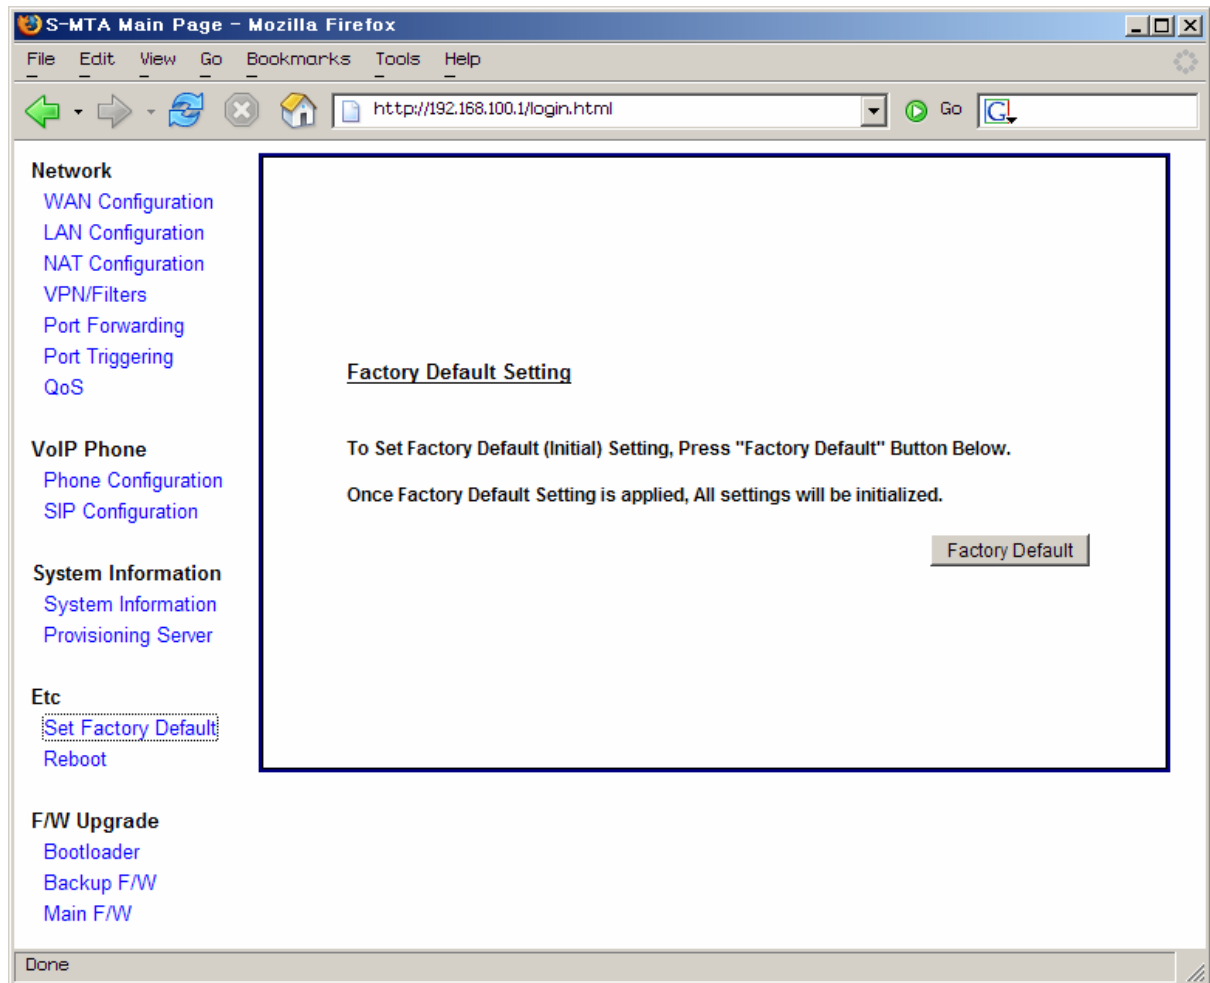 S-MTA Main Page - Mozilla Firefox
File Edit View Go Bookmarks Tools Help
http://192.168.100.1/login.html Go G
Network
WAN Configuration
LAN Configuration
NAT Configuration
VPN/Filters
Port Forwarding
Port Triggering
QoS
VoIP Phone
Phone Configuration
SIP Configuration
System Information
System Information
Provisioning Server
Etc
Set Factory Default
Reboot
F/W Upgrade
Bootloader
Backup F/W
Main F/W
Factory Default Setting
To Set Factory Default (Initial) Setting, Press "Factory Default" Button Below.
Once Factory Default Setting is applied, All settings will be initialized.
Factory Default
Done